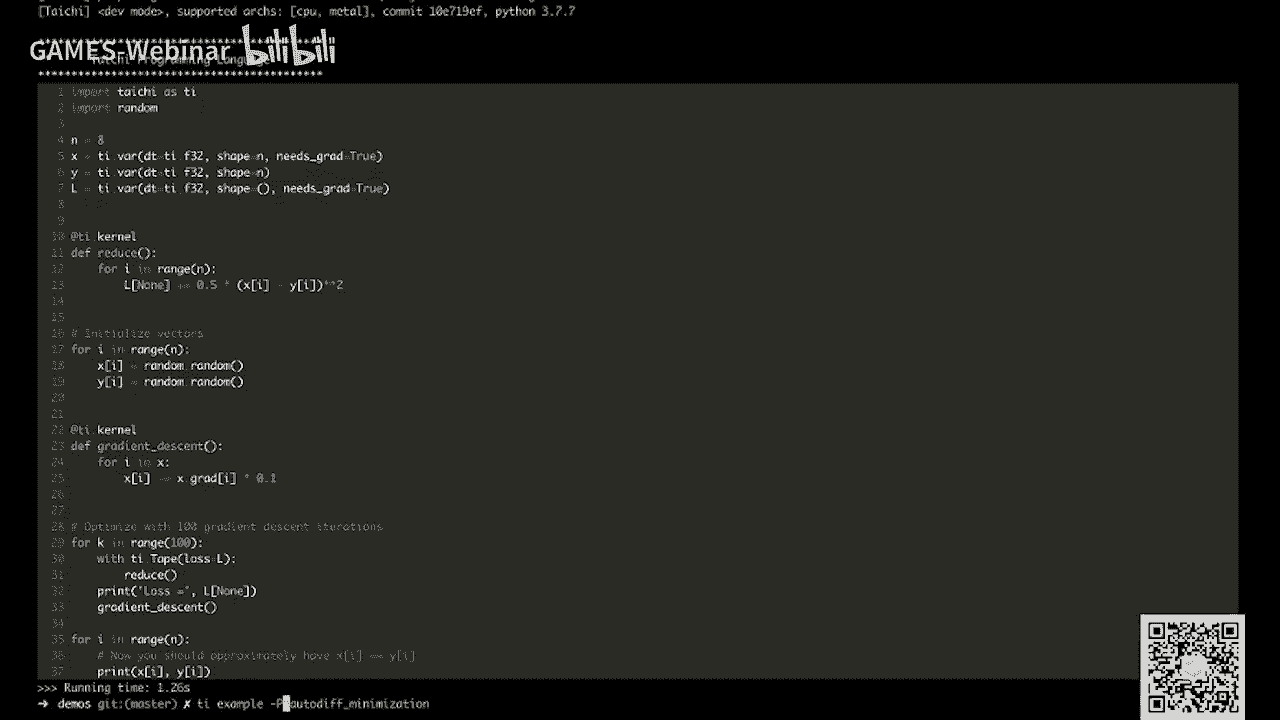 [Taichi] <dev mode>, supported archs: [cpu, metal], commit 10e719ef, python 3.7.7
GAMES-Webinar bilibili
Taichi Programming Language
****************************************
1 import taichi as ti
2 import random
3
4 n = 8
5 x = ti.var(dt=ti.f32, shape=n, needs_grad=True)
6 y = ti.var(dt=ti.f32, shape=n)
7 L = ti.var(dt=ti.f32, shape=(), needs_grad=True)
8
9
10 @ti.kernel
11 def reduce():
12 for i in range(n):
13 L[None] += 0.5 * (x[i] - y[i])**2
14
15
16 # Initialize vectors
17 for i in range(n):
18 x[i] = random.random()
19 y[i] = random.random()
20
21
22 @ti.kernel
23 def gradient_descent():
24 for i in x:
25 x[i] -= x.grad[i] * 0.1
26
27
28 # Optimize with 100 gradient descent iterations
29 for k in range(100):
30 with ti.Tape(loss=L):
31 reduce()
32 print('Loss =', L[None])
33 gradient_descent()
34
35 for i in range(n):
36 # Now you should approximately have x[i] == y[i]
37 print(x[i], y[i])
>>> Running time: 1.26s
→ demos git:(master) ✗ ti example -P autodiff_minimization